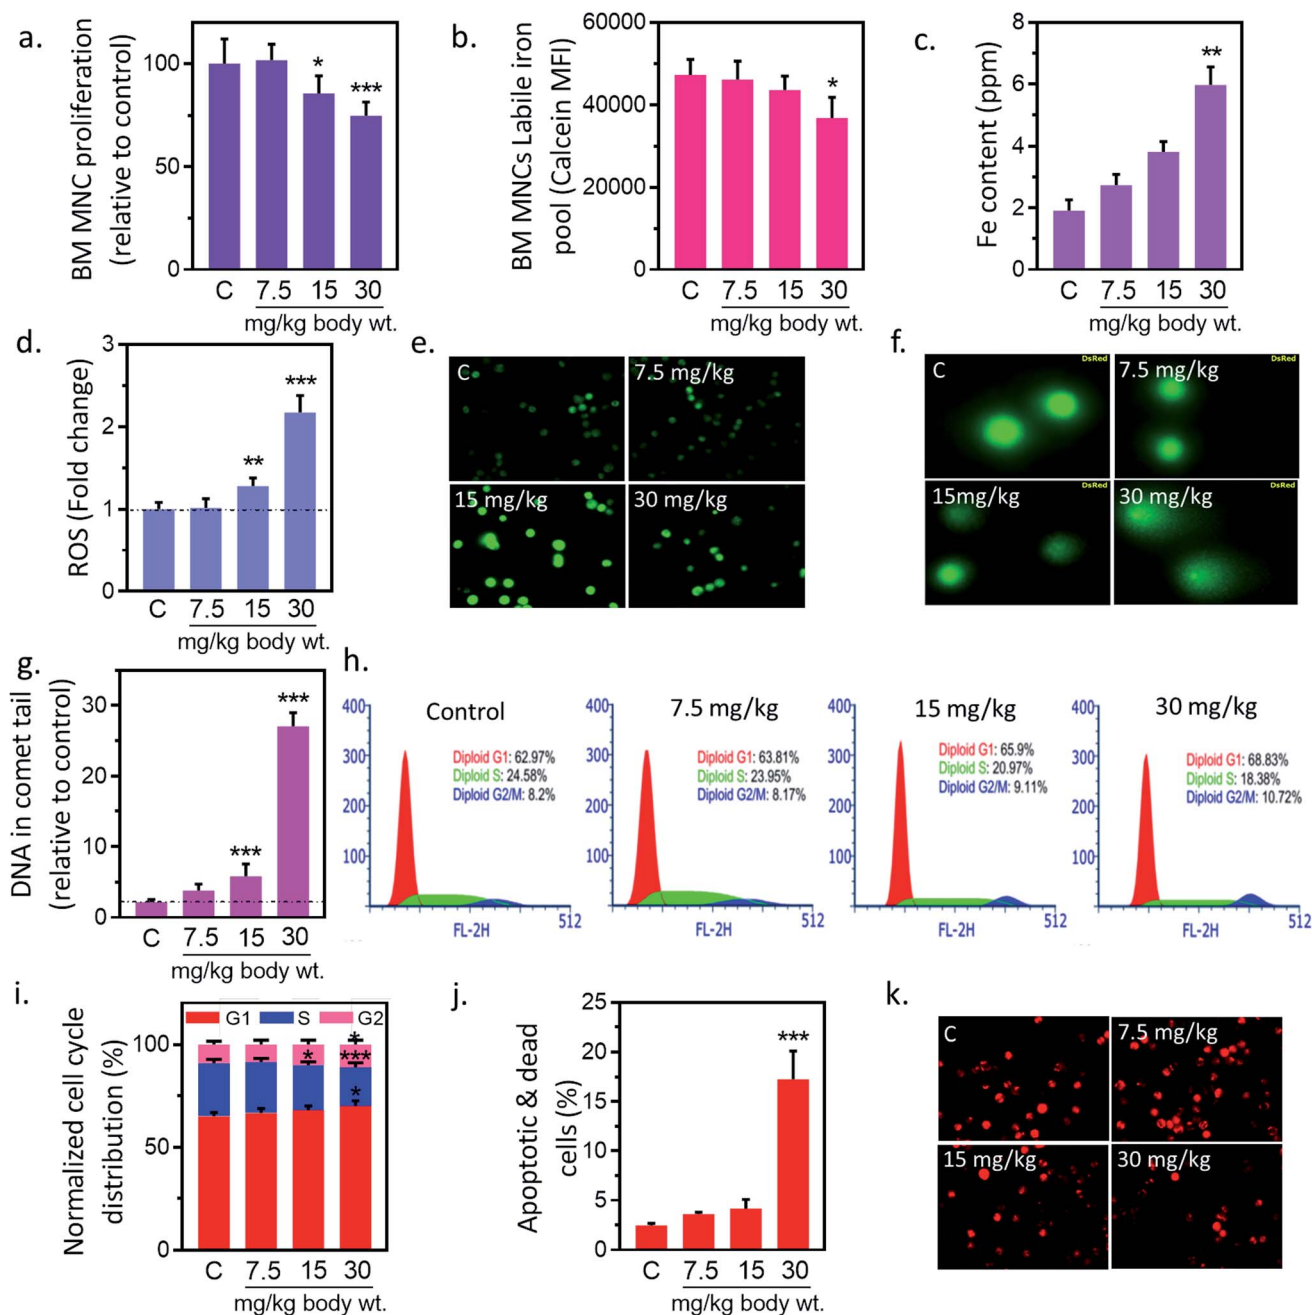 a.
BM MNC proliferation
(relative to control)
100
50
0
*
***
C 7.5 15 30
mg/kg body wt.
b.
BM MNCs Labile iron
pool (Calcein MFI)
60000
40000
20000
0
*
C 7.5 15 30
mg/kg body wt.
c.
Fe content (ppm)
8
6
4
2
0
**
C 7.5 15 30
mg/kg body wt.
d.
ROS (Fold change)
3
2
1
0
**
***
C 7.5 15 30
mg/kg body wt.
e.
C
7.5 mg/kg
15 mg/kg
30 mg/kg
f.
C
DsRed
7.5 mg/kg
DsRed
15mg/kg
DsRed
30 mg/kg
DsRed
g.
DNA in comet tail
(relative to control)
30
20
10
0
***
***
C 7.5 15 30
mg/kg body wt.
h.
Control
400
300
200
100
Diploid G1: 62.97%
Diploid S: 24.58%
Diploid G2/M: 8.2%
FL-2H
512
7.5 mg/kg
400
300
200
100
Diploid G1: 63.81%
Diploid S: 23.95%
Diploid G2/M: 8.17%
FL-2H
512
15 mg/kg
400
300
200
100
Diploid G1: 65.9%
Diploid S: 20.97%
Diploid G2/M: 9.11%
FL-2H
512
30 mg/kg
400
300
200
100
Diploid G1: 68.83%
Diploid S: 18.38%
Diploid G2/M: 10.72%
FL-2H
512
i.
Normalized cell cycle
distribution (%)
G1 S G2
100
50
0
*
*
***
*
C 7.5 15 30
mg/kg body wt.
j.
Apoptotic & dead
cells (%)
25
20
15
10
5
0
***
C 7.5 15 30
mg/kg body wt.
k.
C
7.5 mg/kg
15 mg/kg
30 mg/kg